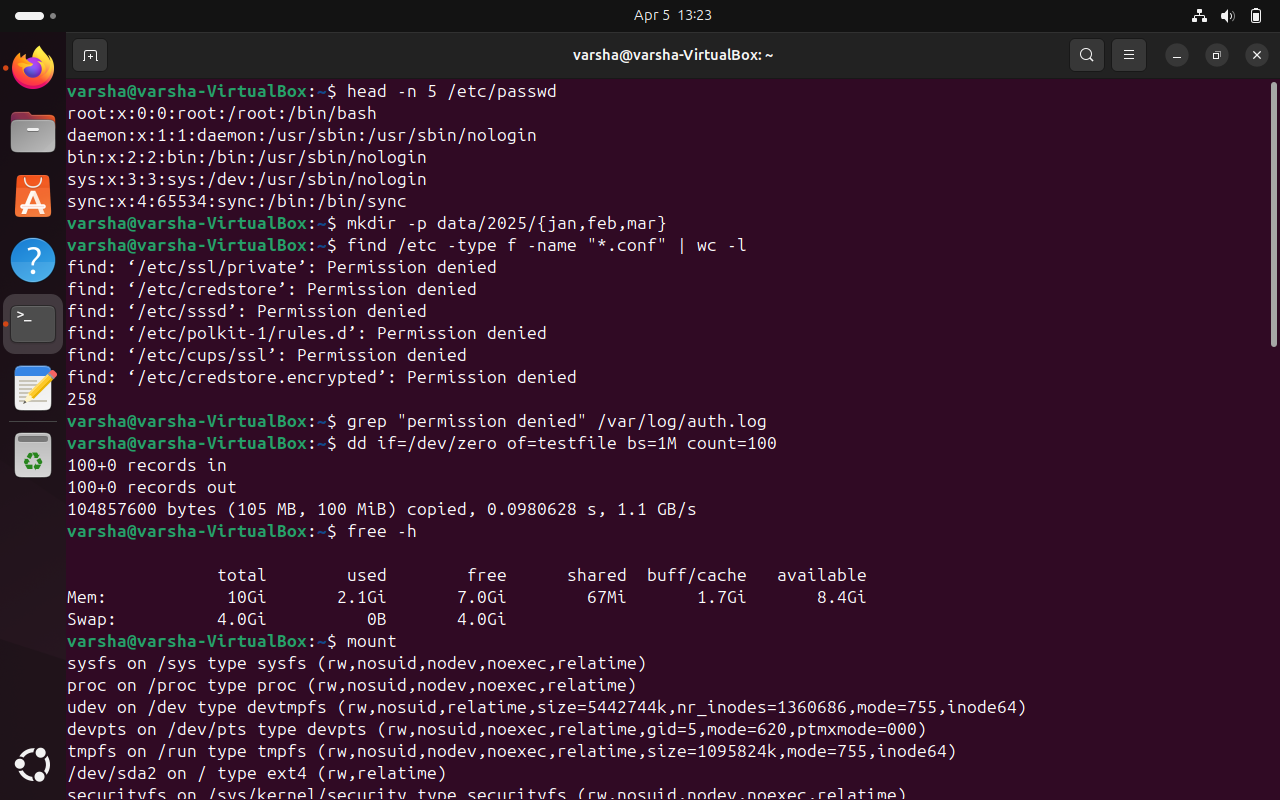 Apr 5 13:23
varsha@varsha-VirtualBox: ~
varsha@varsha-VirtualBox:~$ head -n 5 /etc/passwd
root:x:0:0:root:/root:/bin/bash
daemon:x:1:1:daemon:/usr/sbin:/usr/sbin/nologin
bin:x:2:2:bin:/bin:/usr/sbin/nologin
sys:x:3:3:sys:/dev:/usr/sbin/nologin
sync:x:4:65534:sync:/bin:/bin/sync
varsha@varsha-VirtualBox:~$ mkdir -p data/2025/{jan,feb,mar}
varsha@varsha-VirtualBox:~$ find /etc -type f -name "*.conf" | wc -l
find: ‘/etc/ssl/private’: Permission denied
find: ‘/etc/credstore’: Permission denied
find: ‘/etc/sssd’: Permission denied
find: ‘/etc/polkit-1/rules.d’: Permission denied
find: ‘/etc/cups/ssl’: Permission denied
find: ‘/etc/credstore.encrypted’: Permission denied
258
varsha@varsha-VirtualBox:~$ grep "permission denied" /var/log/auth.log
varsha@varsha-VirtualBox:~$ dd if=/dev/zero of=testfile bs=1M count=100
100+0 records in
100+0 records out
104857600 bytes (105 MB, 100 MiB) copied, 0.0980628 s, 1.1 GB/s
varsha@varsha-VirtualBox:~$ free -h
total used free shared buff/cache available
Mem: 10Gi 2.1Gi 7.0Gi 67Mi 1.7Gi 8.4Gi
Swap: 4.0Gi 0B 4.0Gi
varsha@varsha-VirtualBox:~$ mount
sysfs on /sys type sysfs (rw,nosuid,nodev,noexec,relatime)
proc on /proc type proc (rw,nosuid,nodev,noexec,relatime)
udev on /dev type devtmpfs (rw,nosuid,relatime,size=5442744k,nr_inodes=1360686,mode=755,inode64)
devpts on /dev/pts type devpts (rw,nosuid,noexec,relatime,gid=5,mode=620,ptmxmode=000)
tmpfs on /run type tmpfs (rw,nosuid,nodev,noexec,relatime,size=1095824k,mode=755,inode64)
/dev/sda2 on / type ext4 (rw,relatime)
securityfs on /sys/kernel/security type securityfs (rw,nosuid,nodev,noexec,relatime)